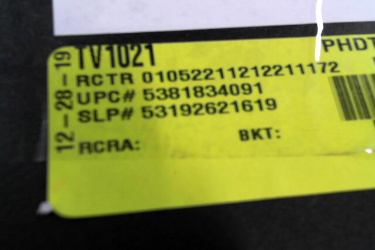 TV1021 PHDT
12-28-19
RCTR 01052211212211172
UPC# 5381834091
SLP# 53192621619
RCRA: BKT: